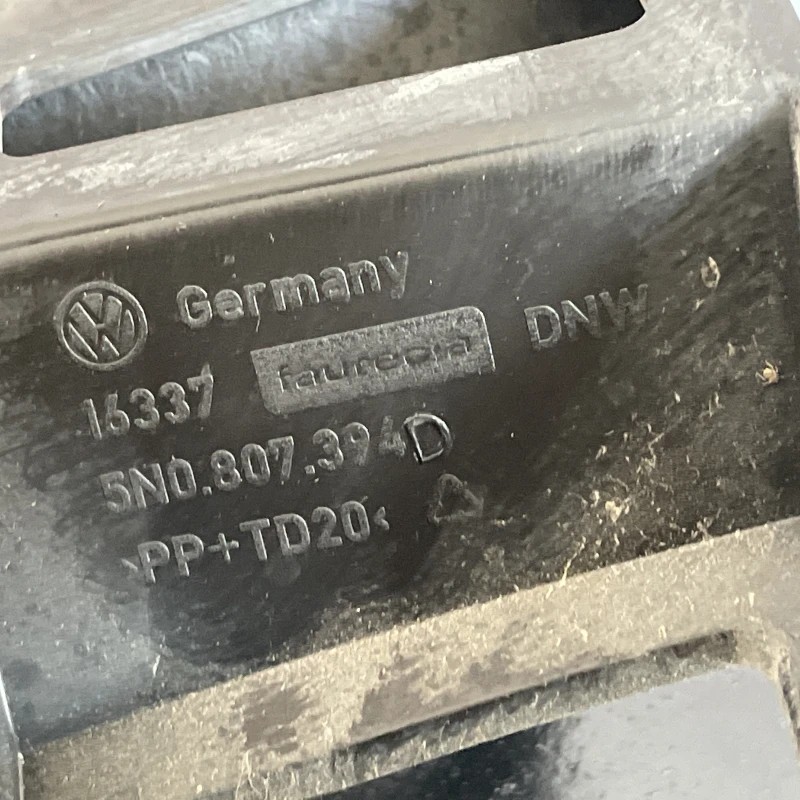 Germany
16337 faurecia DNW
5N0.807.394D
>PP+TD20<